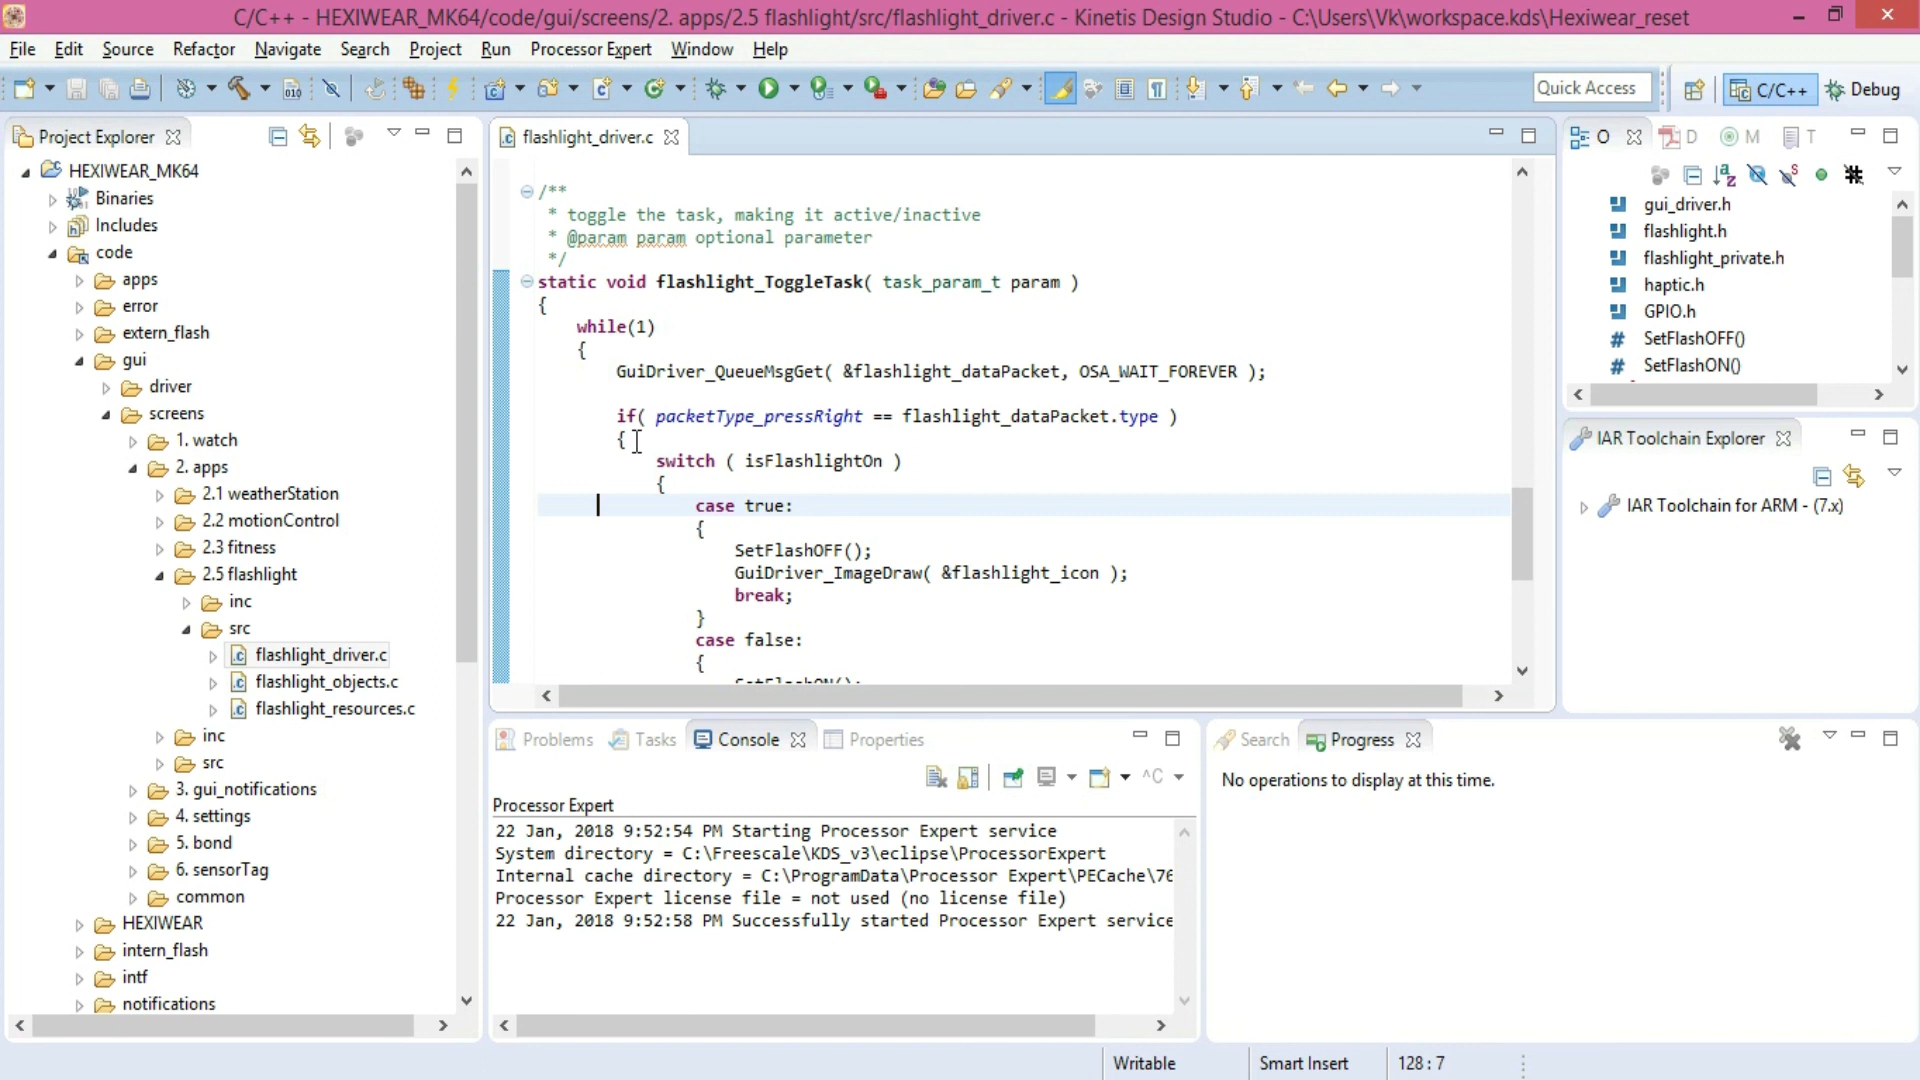 C/C++ - HEXIWEAR_MK64/code/gui/screens/2. apps/2.5 flashlight/src/flashlight_driver.c - Kinetis Design Studio - C:\Users\Vk\workspace.kds\Hexiwear_reset
File Edit Source Refactor Navigate Search Project Run Processor Expert Window Help
Quick Access
C/C++
Debug
Project Explorer
HEXIWEAR_MK64
Binaries
Includes
code
apps
error
extern_flash
gui
driver
screens
1. watch
2. apps
2.1 weatherStation
2.2 motionControl
2.3 fitness
2.5 flashlight
inc
src
flashlight_driver.c
flashlight_objects.c
flashlight_resources.c
inc
src
3. gui_notifications
4. settings
5. bond
6. sensorTag
common
HEXIWEAR
intern_flash
intf
notifications
flashlight_driver.c
/**
* toggle the task, making it active/inactive
* @param param optional parameter
*/
static void flashlight_ToggleTask( task_param_t param )
{
while(1)
{
GuiDriver_QueueMsgGet( &flashlight_dataPacket, OSA_WAIT_FOREVER );
if( packetType_pressRight == flashlight_dataPacket.type )
{
switch ( isFlashlightOn )
{
case true:
{
SetFlashOFF();
GuiDriver_ImageDraw( &flashlight_icon );
break;
}
case false:
{
SetFlashON();
O D M T
gui_driver.h
flashlight.h
flashlight_private.h
haptic.h
GPIO.h
SetFlashOFF()
SetFlashON()
IAR Toolchain Explorer
IAR Toolchain for ARM - (7.x)
Problems Tasks Console Properties
Processor Expert
22 Jan, 2018 9:52:54 PM Starting Processor Expert service
System directory = C:\Freescale\KDS_v3\eclipse\ProcessorExpert
Internal cache directory = C:\ProgramData\Processor Expert\PECache\76
Processor Expert license file = not used (no license file)
22 Jan, 2018 9:52:58 PM Successfully started Processor Expert service
Search Progress
No operations to display at this time.
Writable
Smart Insert
128 : 7